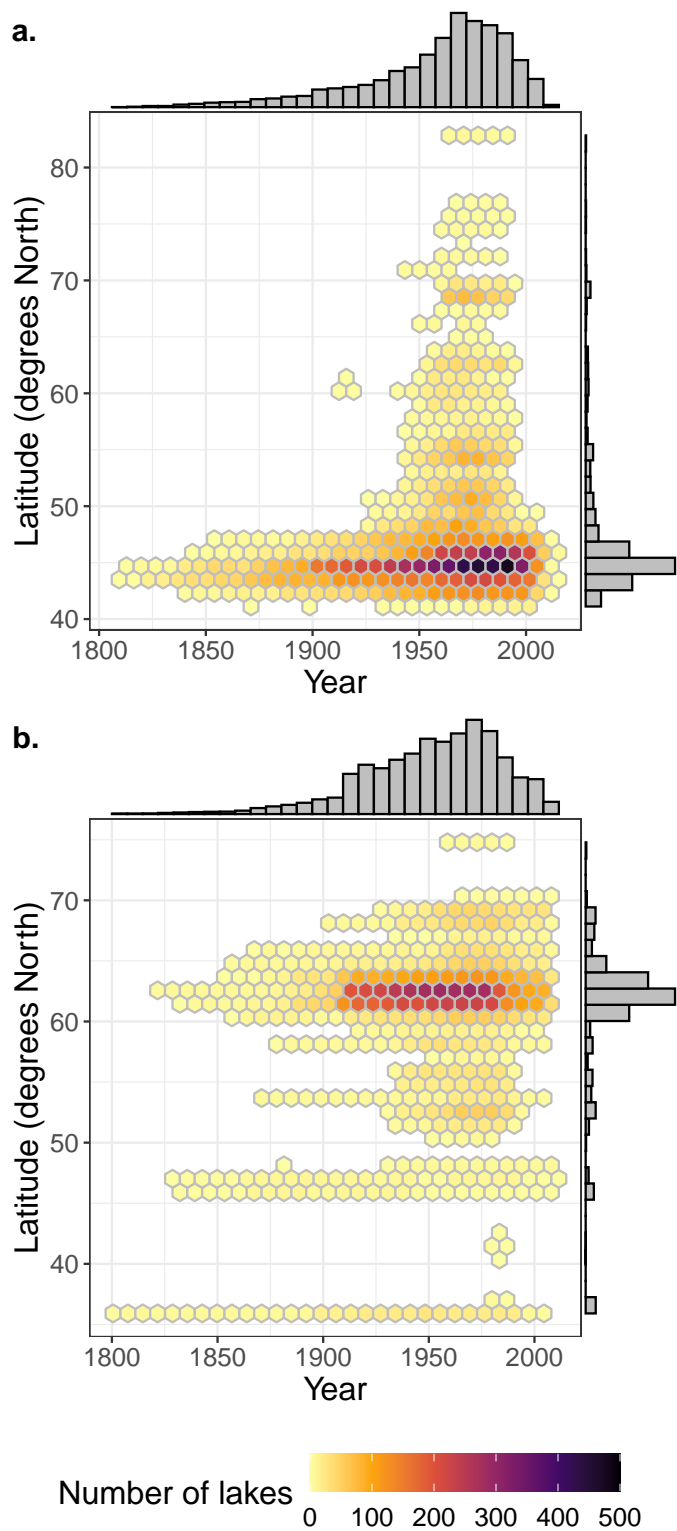 a.
80
70
60
50
40
Latitude (degrees North)
1800 1850 1900 1950 2000
Year
b.
70
60
50
40
Latitude (degrees North)
1800 1850 1900 1950 2000
Year
Number of lakes
0 100 200 300 400 500